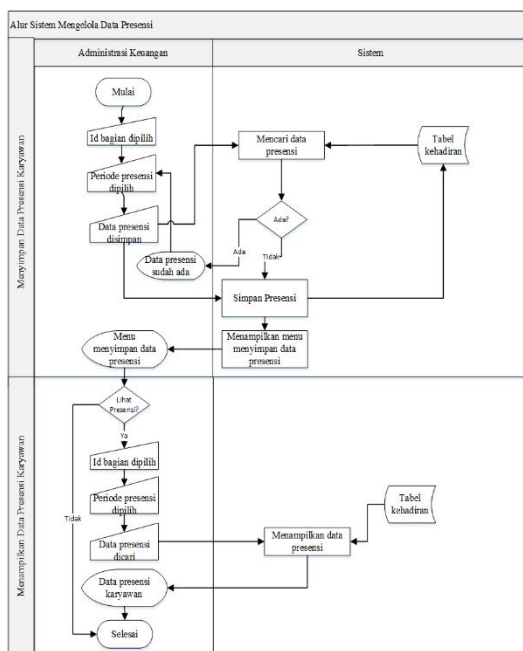 Alur Sistem Mengelola Data Presensi
Administrasi Keuangan
Sistem
Menyimpan Data Presensi Karyawan
Mulai
Id bagian dipilih
Periode presensi
dipilih
Data presensi
disimpan
Data presensi
sudah ada
Mencari data
presensi
Tabel
kehadiran
Ada?
Ada
Tidak
Simpan Presensi
Menampilkan menu
menyimpan data
presensi
Menu
menyimpan data
presensi
Menampilkan Data Presensi Karyawan
Lihat
Presensi?
Ya
Tidak
Id bagian dipilih
Periode presensi
dipilih
Data presensi
dicari
Menampilkan data
presensi
Tabel
kehadiran
Data presensi
karyawan
Selesai